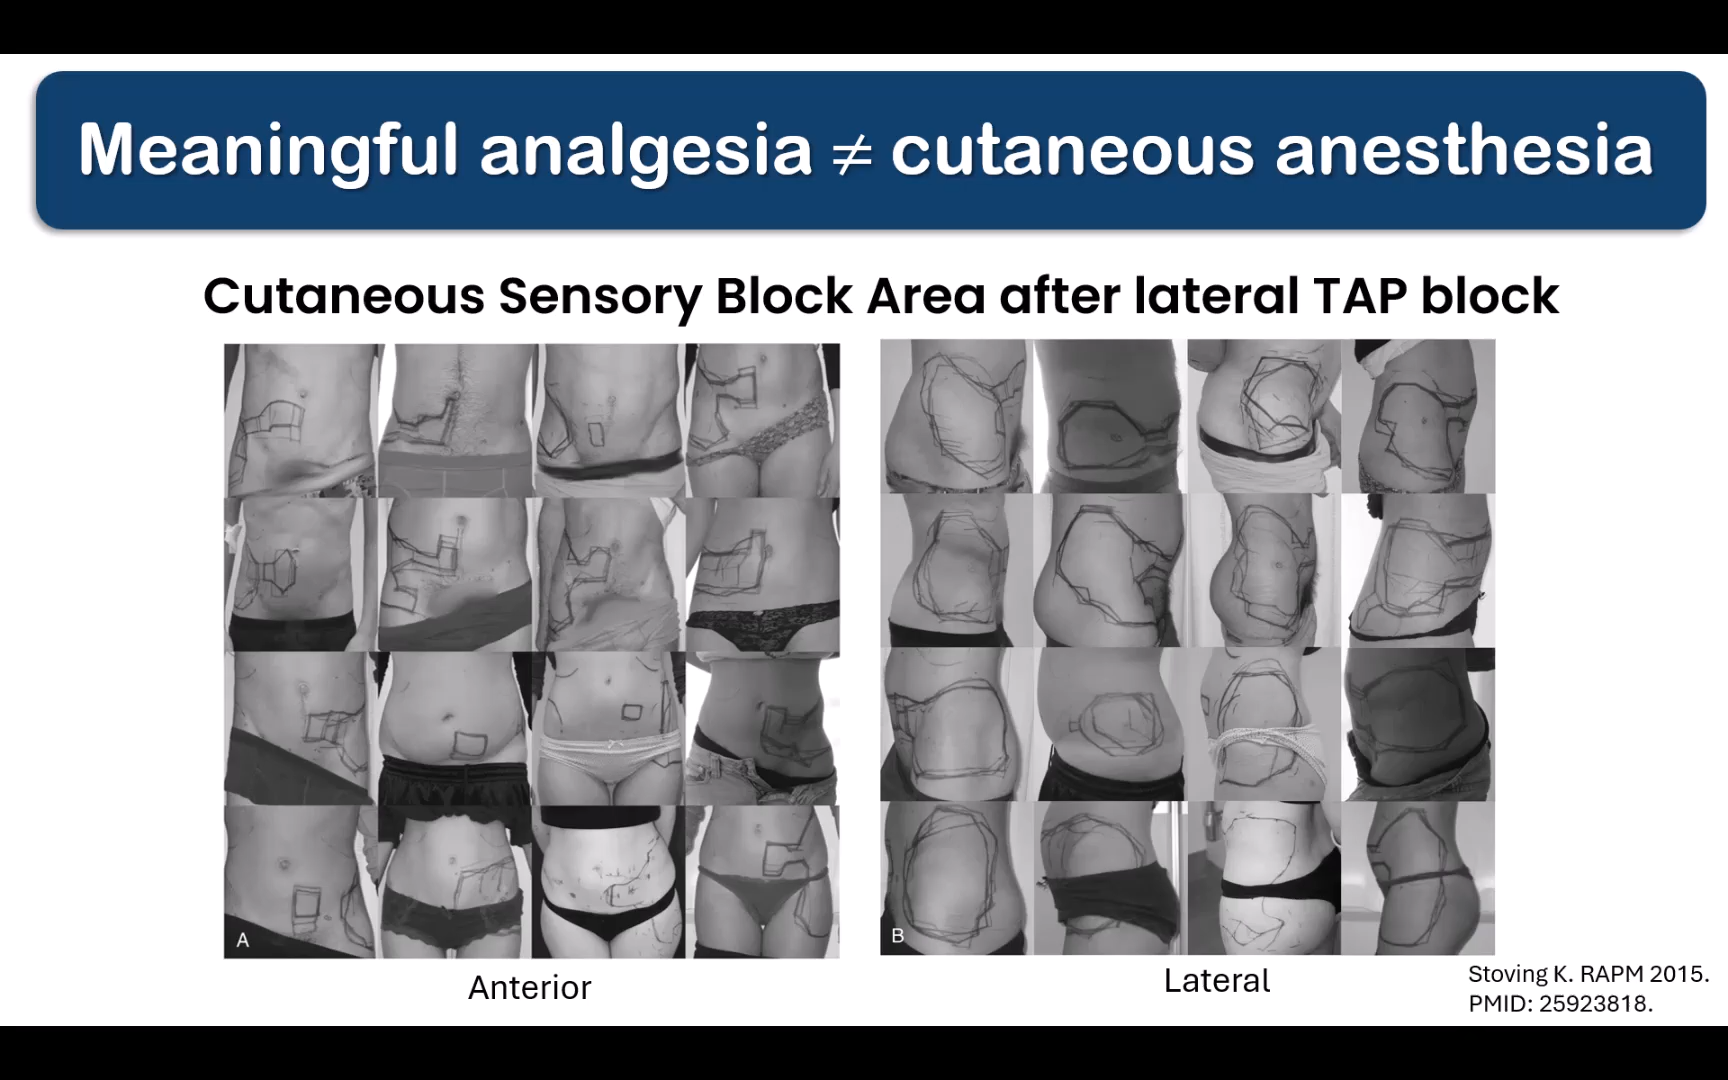 Meaningful analgesia ≠ cutaneous anesthesia
Cutaneous Sensory Block Area after lateral TAP block
A
B
Anterior
Lateral
Stoving K. RAPM 2015.
PMID: 25923818.